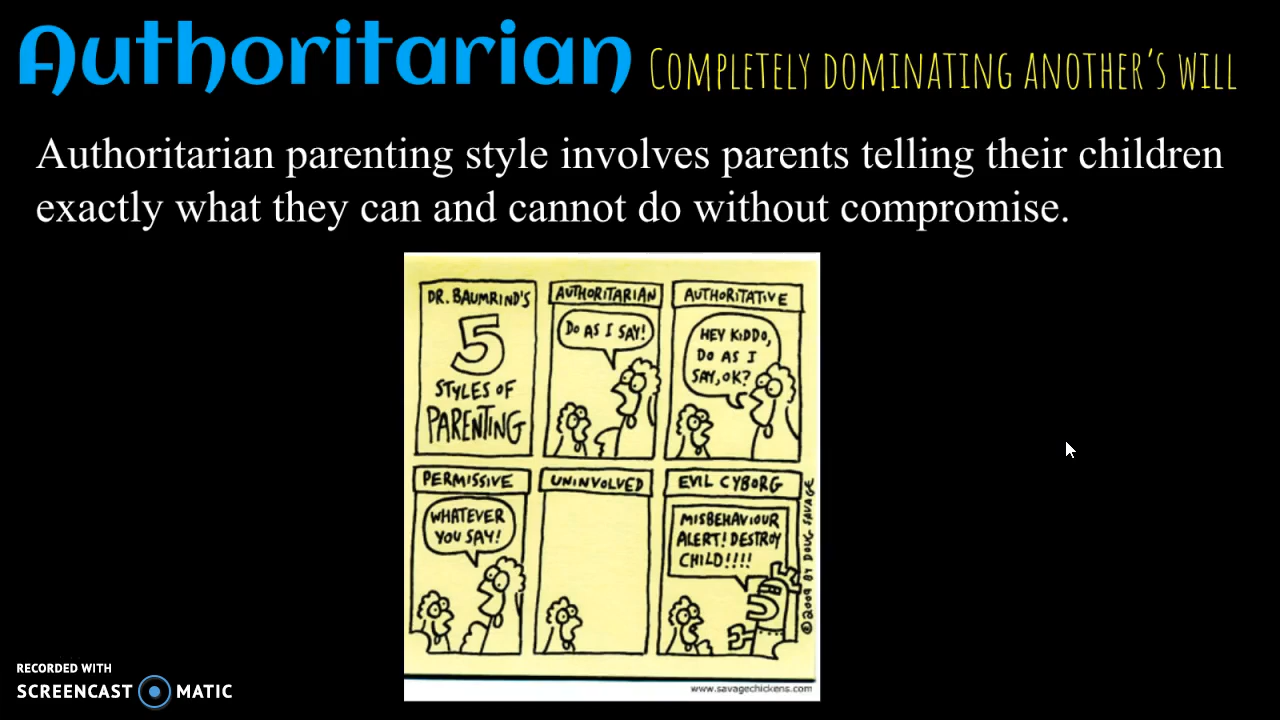 Authoritarian Completely dominating another's will
Authoritarian parenting style involves parents telling their children
exactly what they can and cannot do without compromise.
DR. BAUMRIND'S
5
STYLES OF
PARENTING
AUTHORITARIAN
DO AS I SAY!
AUTHORITATIVE
HEY KIDDO,
DO AS I
SAY, OK?
PERMISSIVE
WHATEVER
YOU SAY!
UNINVOLVED
EVIL CYBORG
MISBEHAVIOUR
ALERT! DESTROY
CHILD!!!!
©2009 BY DOUG SAVAGE
www.savagechickens.com
RECORDED WITH
SCREENCAST MATIC